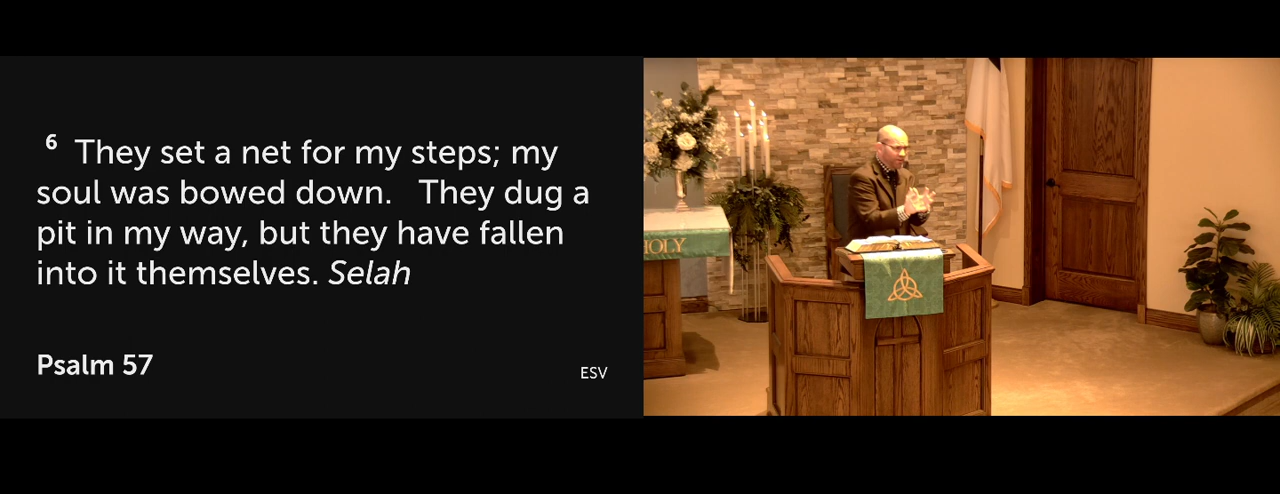 6 They set a net for my steps; my
soul was bowed down. They dug a
pit in my way, but they have fallen
into it themselves. Selah
Psalm 57
ESV
HOLY